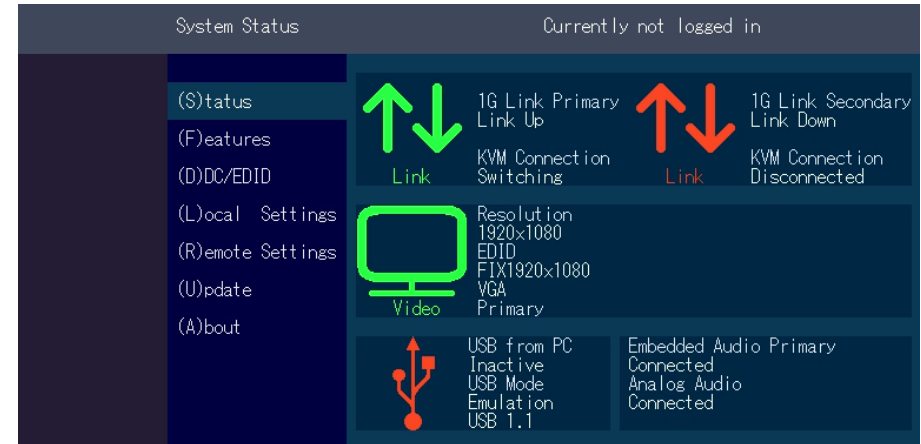 System Status
Currently not logged in
(S)tatus
(F)eatures
(D)DC/EDID
(L)ocal Settings
(R)emote Settings
(U)pdate
(A)bout
Link
1G Link Primary
Link Up
KVM Connection
Switching
Link
1G Link Secondary
Link Down
KVM Connection
Disconnected
Video
Resolution
1920x1080
EDID
FIX1920x1080
VGA
Primary
USB from PC
Inactive
USB Mode
Emulation
USB 1.1
Embedded Audio Primary
Connected
Analog Audio
Connected